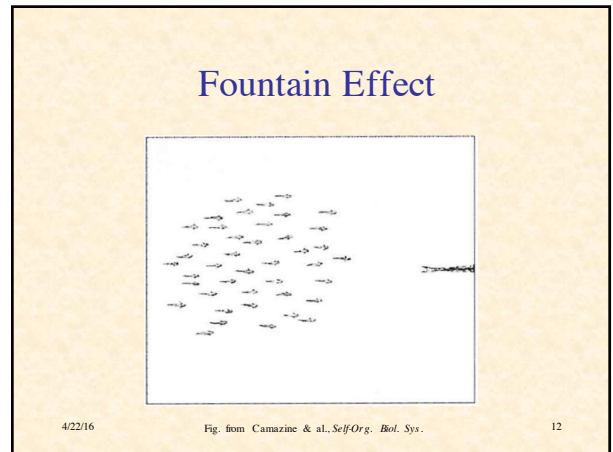 Fountain Effect
4/22/16
Fig. from Camazine & al., Self-Org. Biol. Sys.
12